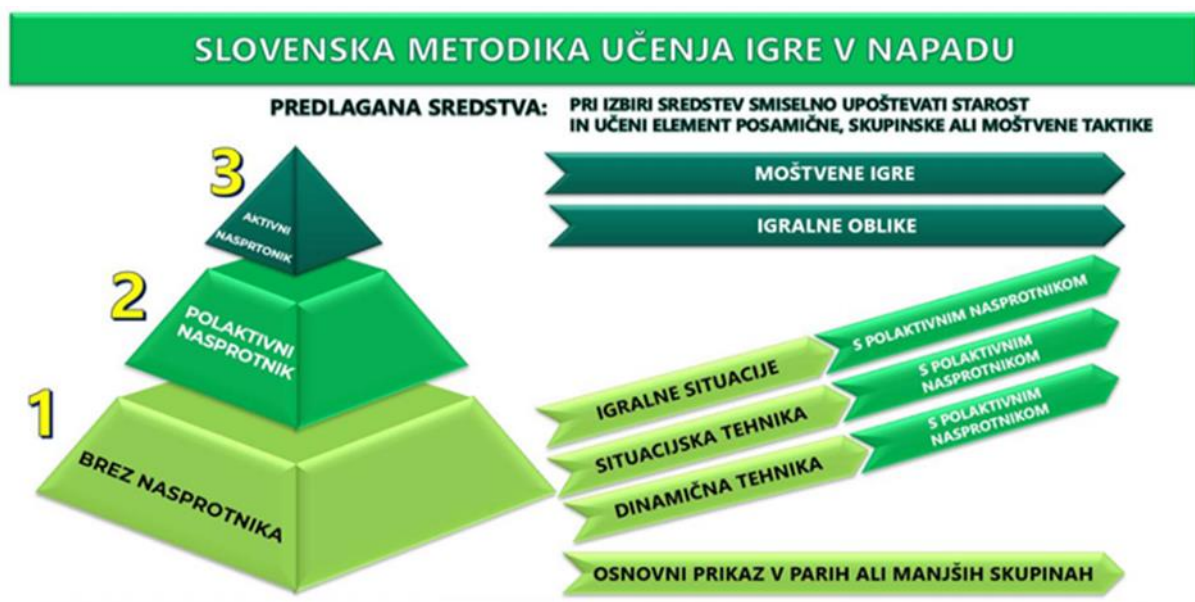 SLOVENSKA METODIKA UČENJA IGRE V NAPADU
PREDLAGANA SREDSTVA:
PRI IZBIRI SREDSTEV SMISELNO UPOŠTEVATI STAROST
IN UČENI ELEMENT POSAMIČNE, SKUPINSKE ALI MOŠTVENE TAKTIKE
3
AKTIVNI
NASPRTONIK
MOŠTVENE IGRE
IGRALNE OBLIKE
2
POLAKTIVNI
NASPROTNIK
1
BREZ NASPROTNIKA
IGRALNE SITUACIJE
S POLAKTIVNIM NASPROTNIKOM
SITUACIJSKA TEHNIKA
S POLAKTIVNIM
NASPROTNIKOM
DINAMIČNA TEHNIKA
S POLAKTIVNIM
NASPROTNIKOM
OSNOVNI PRIKAZ V PARIH ALI MANJŠIH SKUPINAH